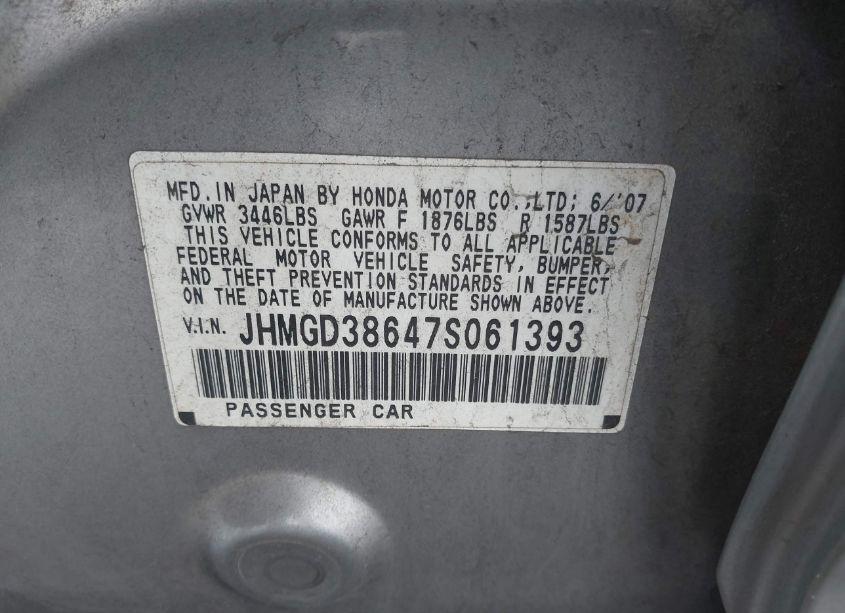 MFD.IN JAPAN BY HONDA MOTOR CO.,LTD; 6/'07
GVWR 3446LBS GAWR F 1876LBS R 1587LBS
THIS VEHICLE CONFORMS TO ALL APPLICABLE
FEDERAL MOTOR VEHICLE SAFETY, BUMPER,
AND THEFT PREVENTION STANDARDS IN EFFECT
ON THE DATE OF MANUFACTURE SHOWN ABOVE.
V.I.N. JHMGD38647S061393
PASSENGER CAR